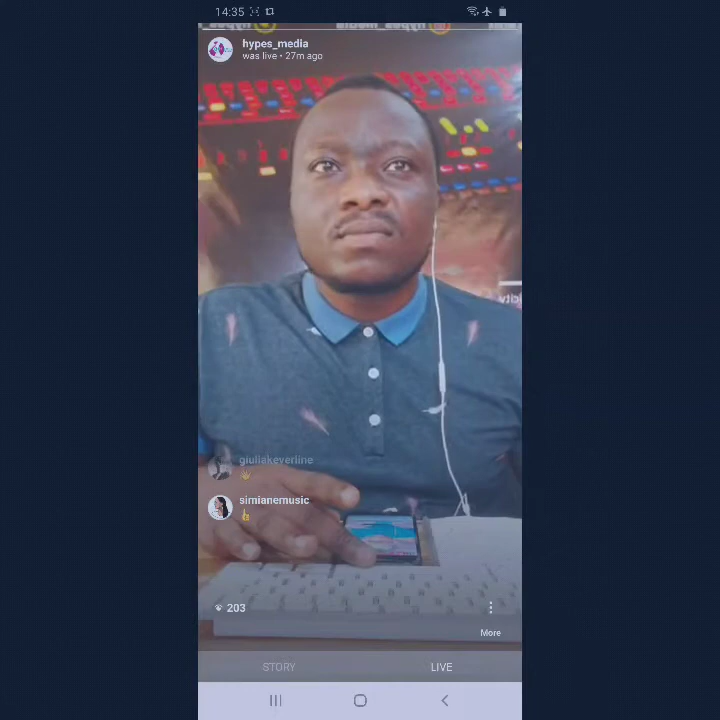 14:35
hypes_media
was live • 27m ago
giuliakeverline
simianemusic
203
More
STORY
LIVE